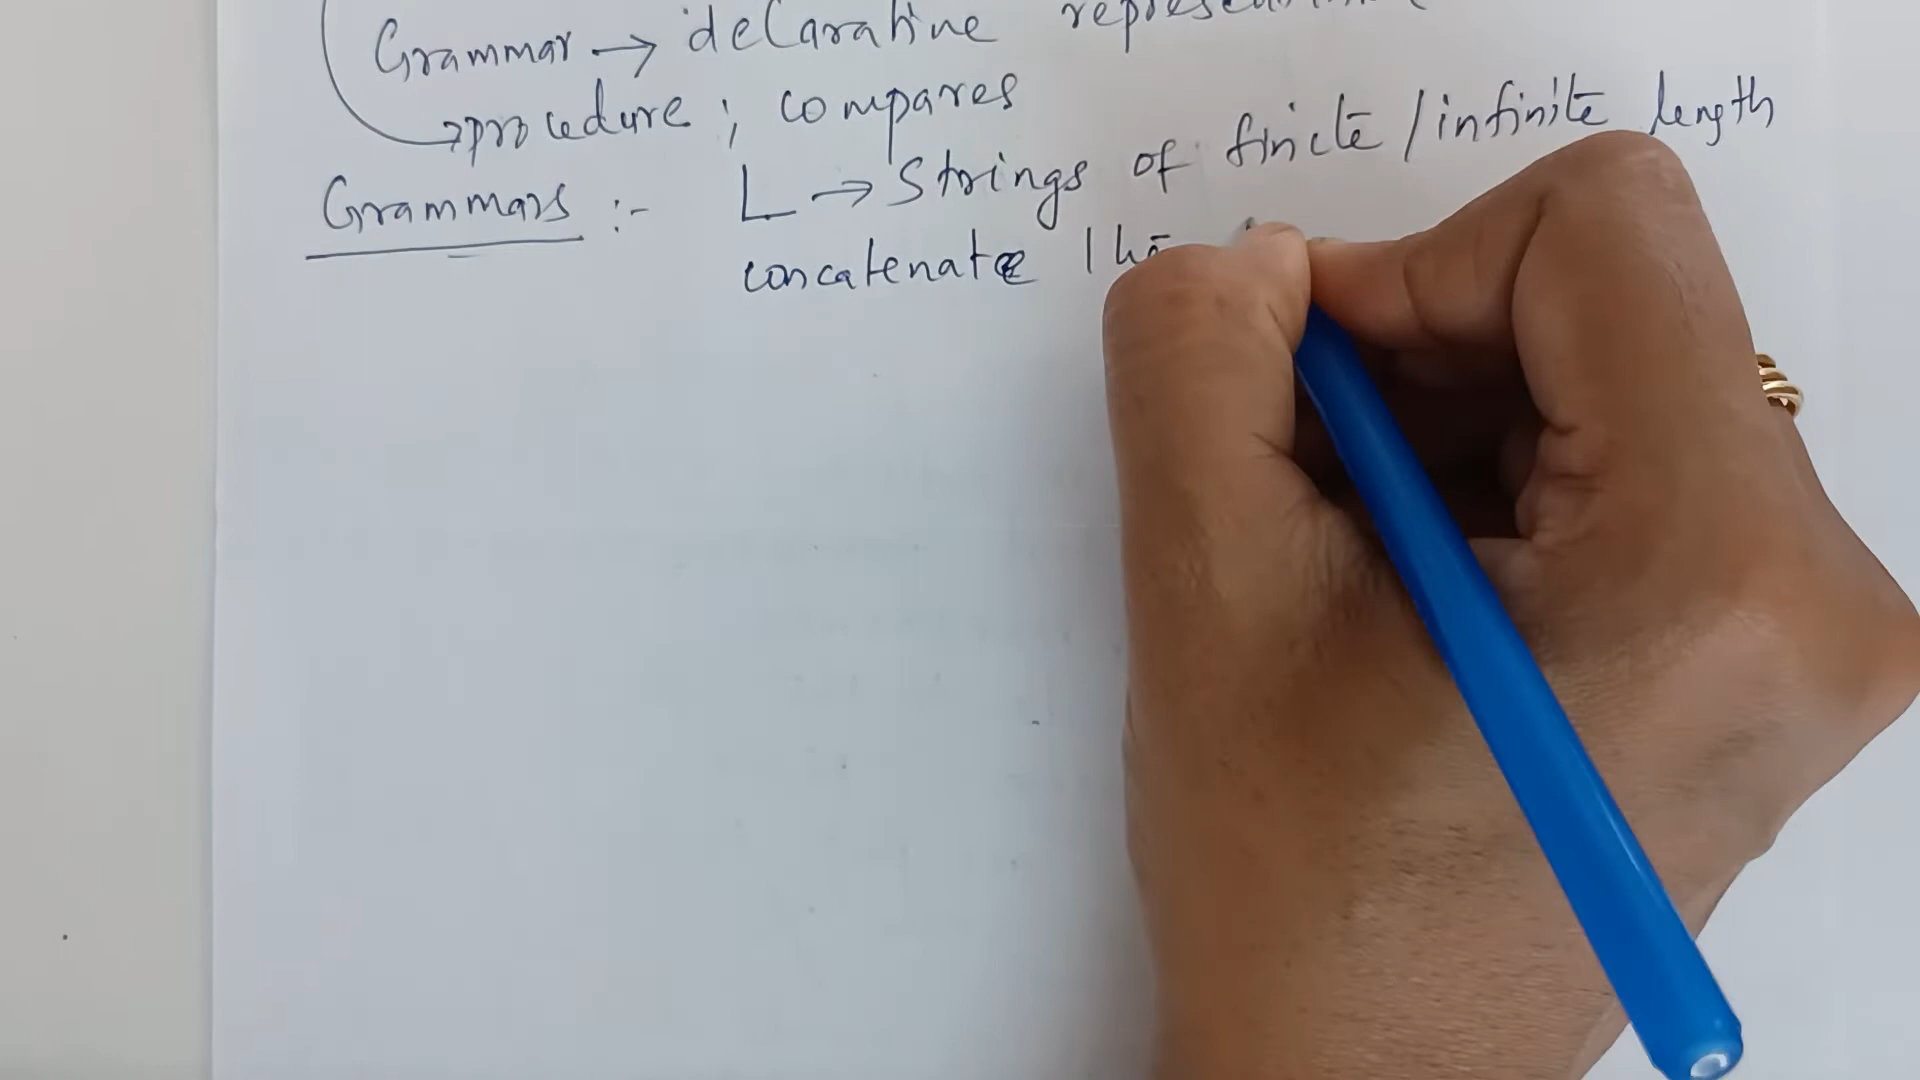 Grammar → declarative
→ procedure ; compares
Grammars :- L → Strings of finite / infinite length
concatenate